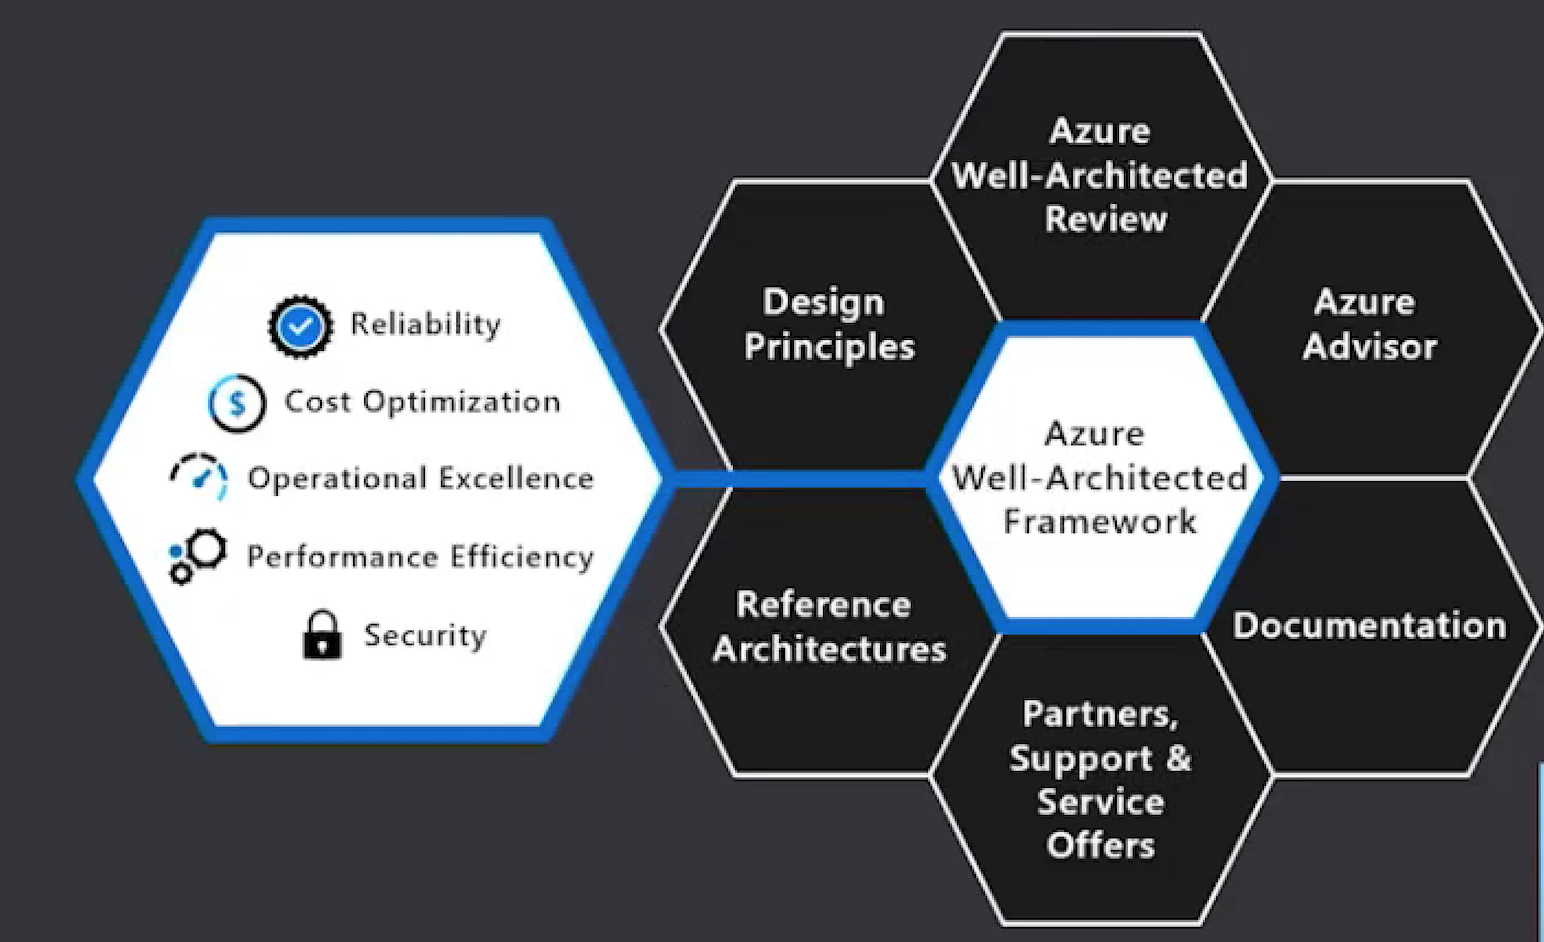 Reliability
$
Cost Optimization
Operational Excellence
Performance Efficiency
Security
Azure
Well-Architected
Review
Design
Principles
Azure
Advisor
Azure
Well-Architected
Framework
Reference
Architectures
Documentation
Partners,
Support &
Service
Offers